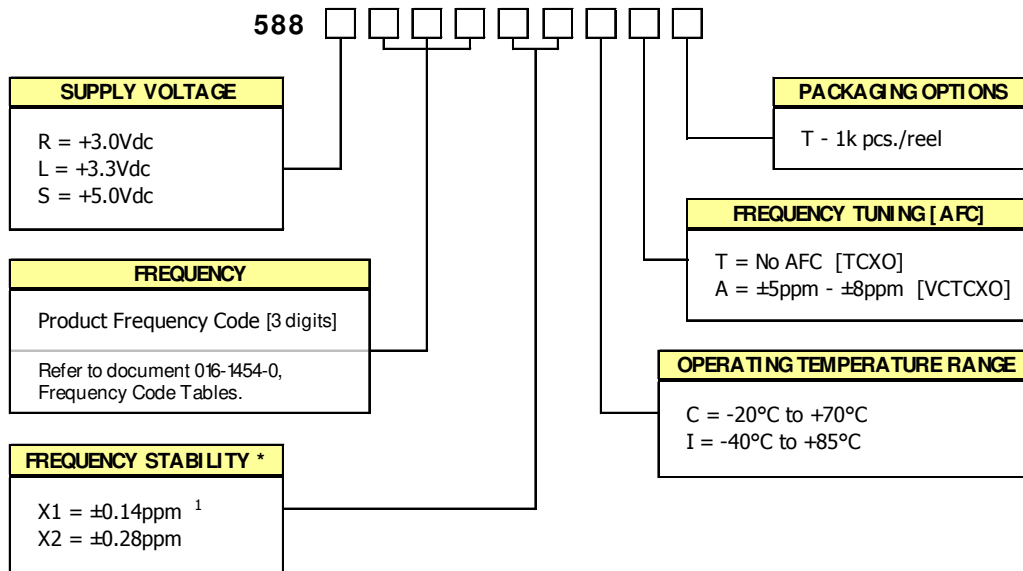 588
SUPPLY VOLTAGE
R = +3.0Vdc
L = +3.3Vdc
S = +5.0Vdc
FREQUENCY
Product Frequency Code [3 digits]
Refer to document 016-1454-0,
Frequency Code Tables.
FREQUENCY STABILITY *
X1 = ±0.14ppm 1
X2 = ±0.28ppm
PACKAGING OPTIONS
T - 1k pcs./reel
FREQUENCY TUNING [AFC]
T = No AFC [TCXO]
A = ±5ppm - ±8ppm [VCTCXO]
OPERATING TEMPERATURE RANGE
C = -20°C to +70°C
I = -40°C to +85°C